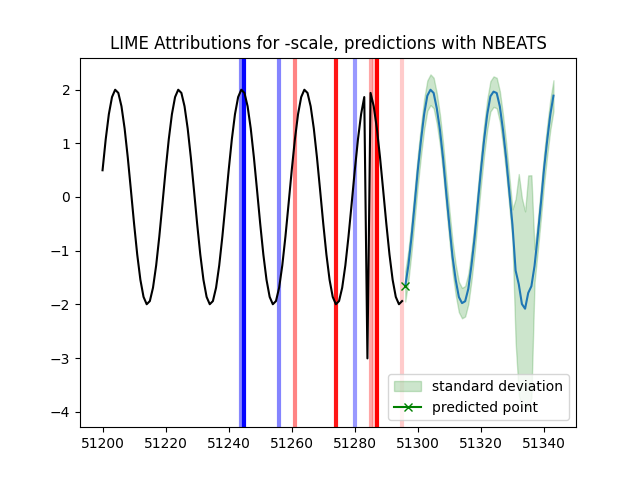 LIME Attributions for -scale, predictions with NBEATS
2
1
0
−1
−2
−3
−4
standard deviation
predicted point
51200 51220 51240 51260 51280 51300 51320 51340